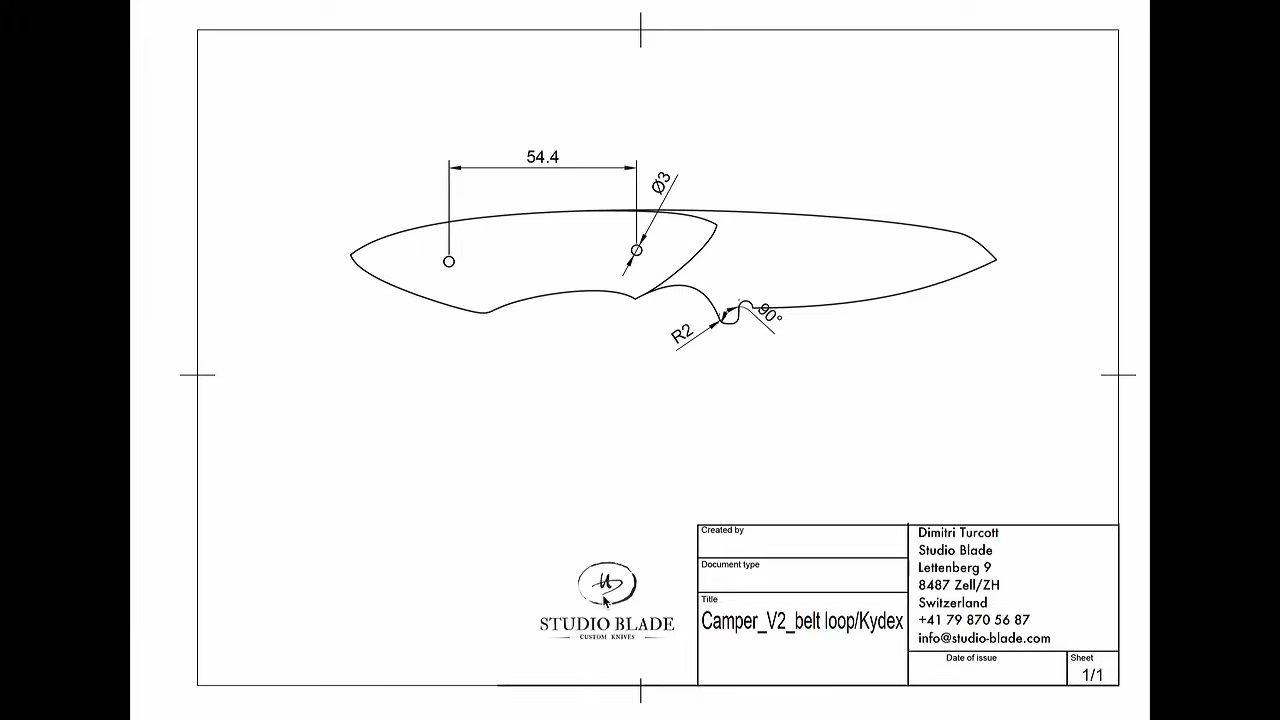 54.4
Ø3
R2
90°
Created by
Document type
Title
Camper_V2_belt loop/Kydex
Dimitri Turcott
Studio Blade
Lettenberg 9
8487 Zell/ZH
Switzerland
+41 79 870 56 87
info@studio-blade.com
Date of issue
Sheet
1/1
STUDIO BLADE
CUSTOM KNIVES